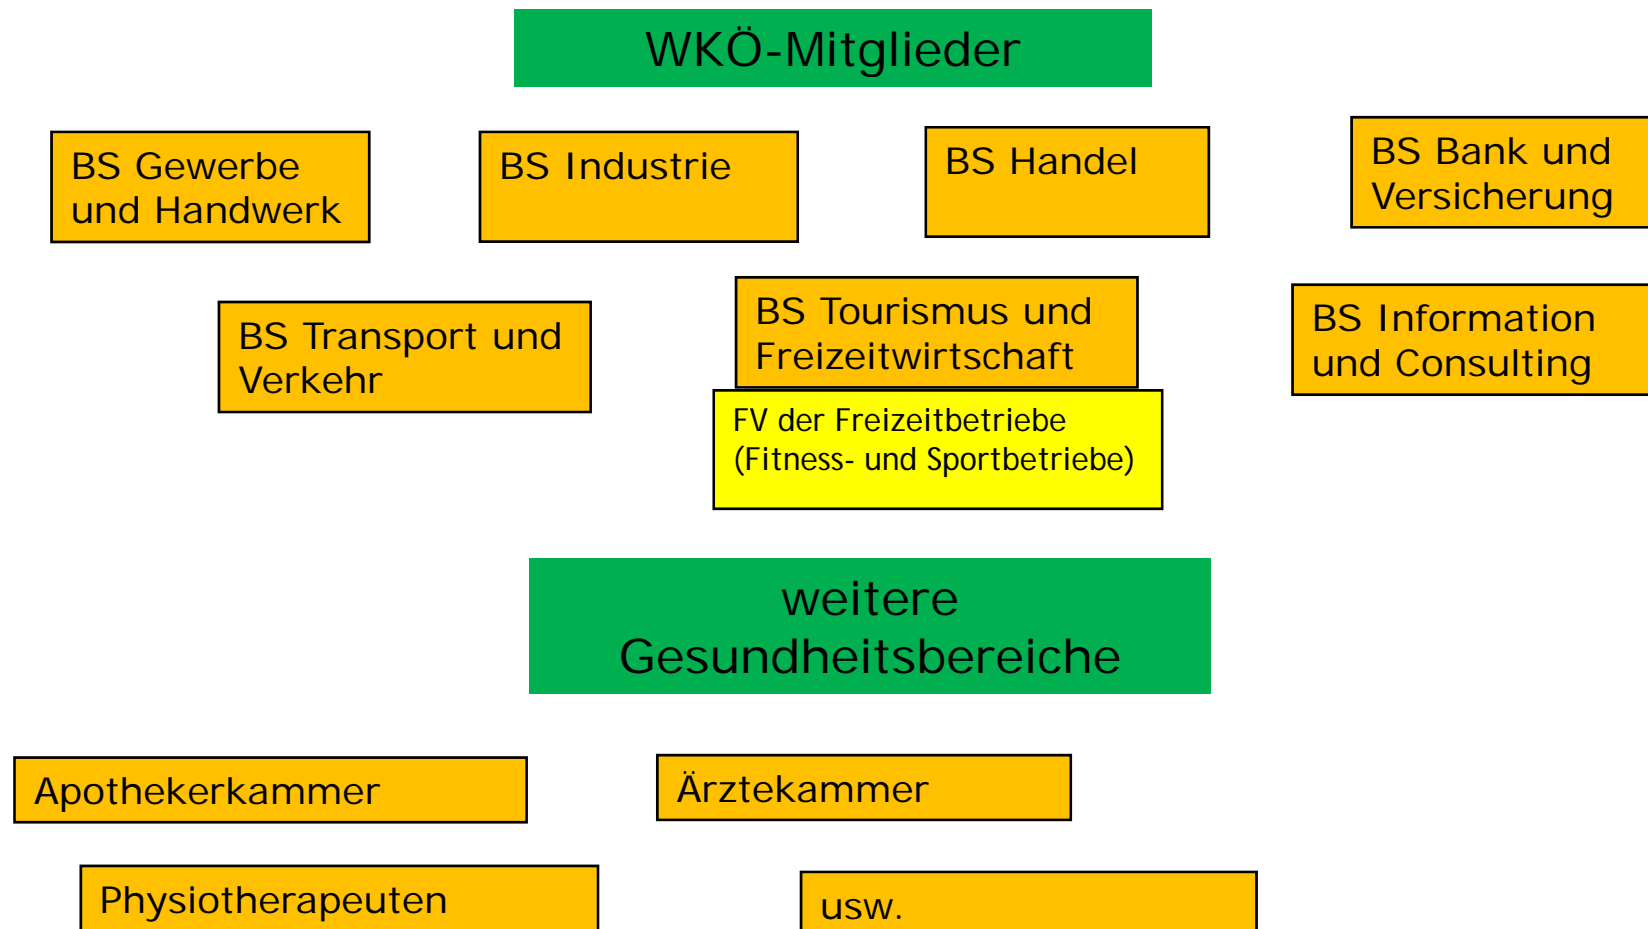 WKÖ-Mitglieder
BS Gewerbe
und Handwerk
BS Industrie
BS Handel
BS Bank und
Versicherung
BS Transport und
Verkehr
BS Tourismus und
Freizeitwirtschaft
BS Information
und Consulting
FV der Freizeitbetriebe
(Fitness- und Sportbetriebe)
weitere
Gesundheitsbereiche
Apothekerkammer
Ärztekammer
Physiotherapeuten
usw.